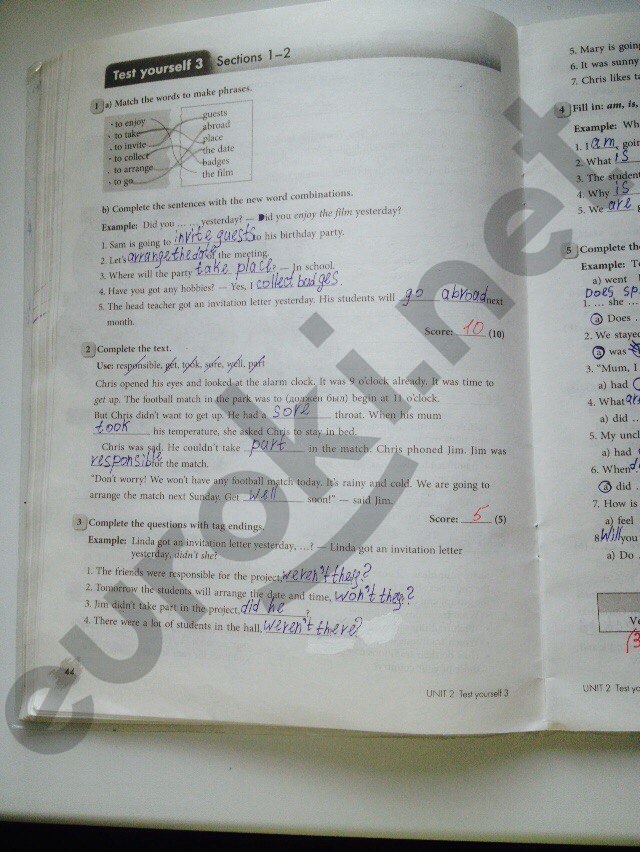 Test yourself 3 Sections 1–2
1 a) Match the words to make phrases.
· to enjoy
· to take
· to invite
· to collect
· to arrange
· to go
guests
abroad
place
the date
badges
the film
b) Complete the sentences with the new word combinations.
Example: Did you ...... yesterday? — Did you enjoy the film yesterday?
1. Sam is going to invite guests to his birthday party.
2. Let's arrange the date the meeting.
3. Where will the party take place? — In school.
4. Have you got any hobbies? — Yes, I collect badges.
5. The head teacher got an invitation letter yesterday. His students will go abroad next
month.
Score: 10 (10)
2 Complete the text.
Use: responsible, get, took, sore, well, part
Chris opened his eyes and looked at the alarm clock. It was 9 o'clock already. It was time to
get up. The football match in the park was to (должен был) begin at 11 o'clock.
But Chris didn't want to get up. He had a sore throat. When his mum
took his temperature, she asked Chris to stay in bed.
Chris was sad. He couldn't take part in the match. Chris phoned Jim. Jim was
responsible for the match.
"Don't worry! We won't have any football match today. It's rainy and cold. We are going to
arrange the match next Sunday. Get well soon!" — said Jim.
Score: 5 (5)
3 Complete the questions with tag endings.
Example: Linda got an invitation letter yesterday, ...? — Linda got an invitation letter
yesterday, didn't she?
1. The friends were responsible for the project, weren't they?
2. Tomorrow the students will arrange the date and time, won't they?
3. Jim didn't take part in the project, did he ?
4. There were a lot of students in the hall, weren't there?
44
UNIT 2 Test yourself 3
5. Mary is goin
6. It was sunny
7. Chris likes t
4 Fill in: am, is,
Example: Wh
1. I am goin
2. What is
3. The student
4. Why is
5. We are g
5 Complete the
Example: To
a) went
Does sp
1. ... she ...
a) Does .
2. We stayed
a) was
3. "Mum, I
a) had
4. What
a) did ..
5. My uncl
a) had
6. When
a) did .
7. How is
a) feel
8. Will you
a) Do .
UNIT 2 Test yo
euroki.net